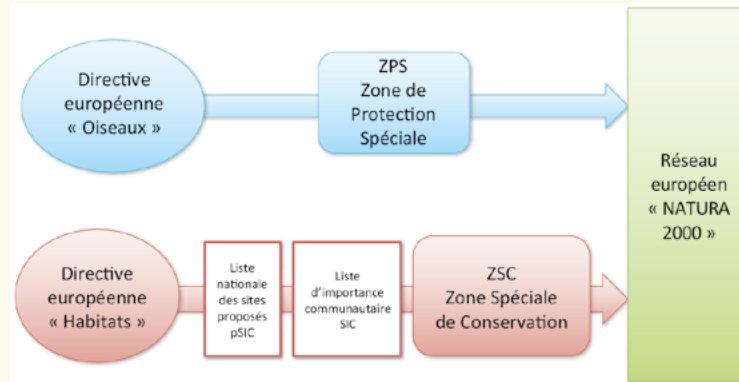 Directive
européenne
« Oiseaux »
ZPS
Zone de
Protection
Spéciale
Réseau
européen
« NATURA
2000 »
Directive
européenne
« Habitats »
Liste
nationale
des sites
proposés
pSIC
Liste
d'importance
communautaire
SIC
ZSC
Zone Spéciale
de Conservation